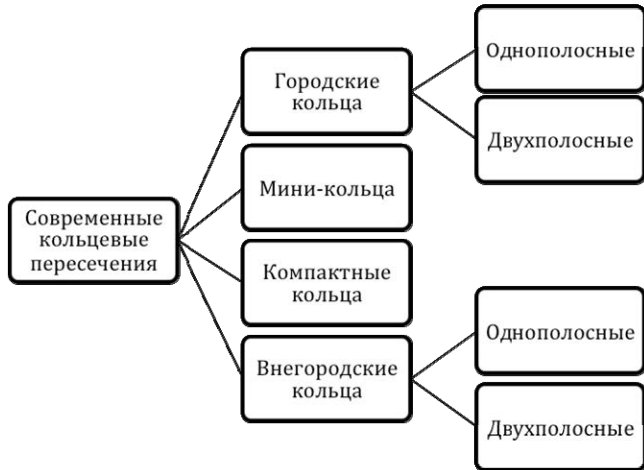 Современные
кольцевые
пересечения
Городские
кольца
Однополосные
Двухполосные
Мини-кольца
Компактные
кольца
Внегородские
кольца
Однополосные
Двухполосные